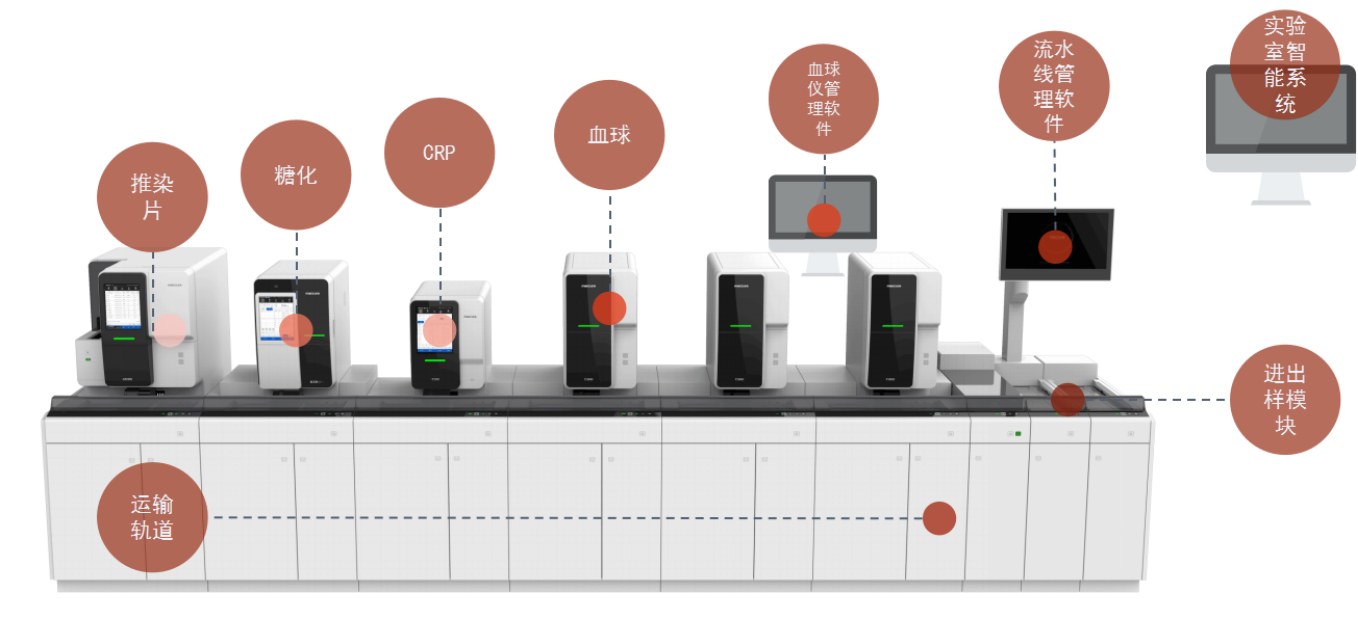 推染
片
糖化
CRP
血球
血球
仪管
理软
件
流水
线管
理软
件
实验
室智
能系
统
进出
样模
块
运输
轨道